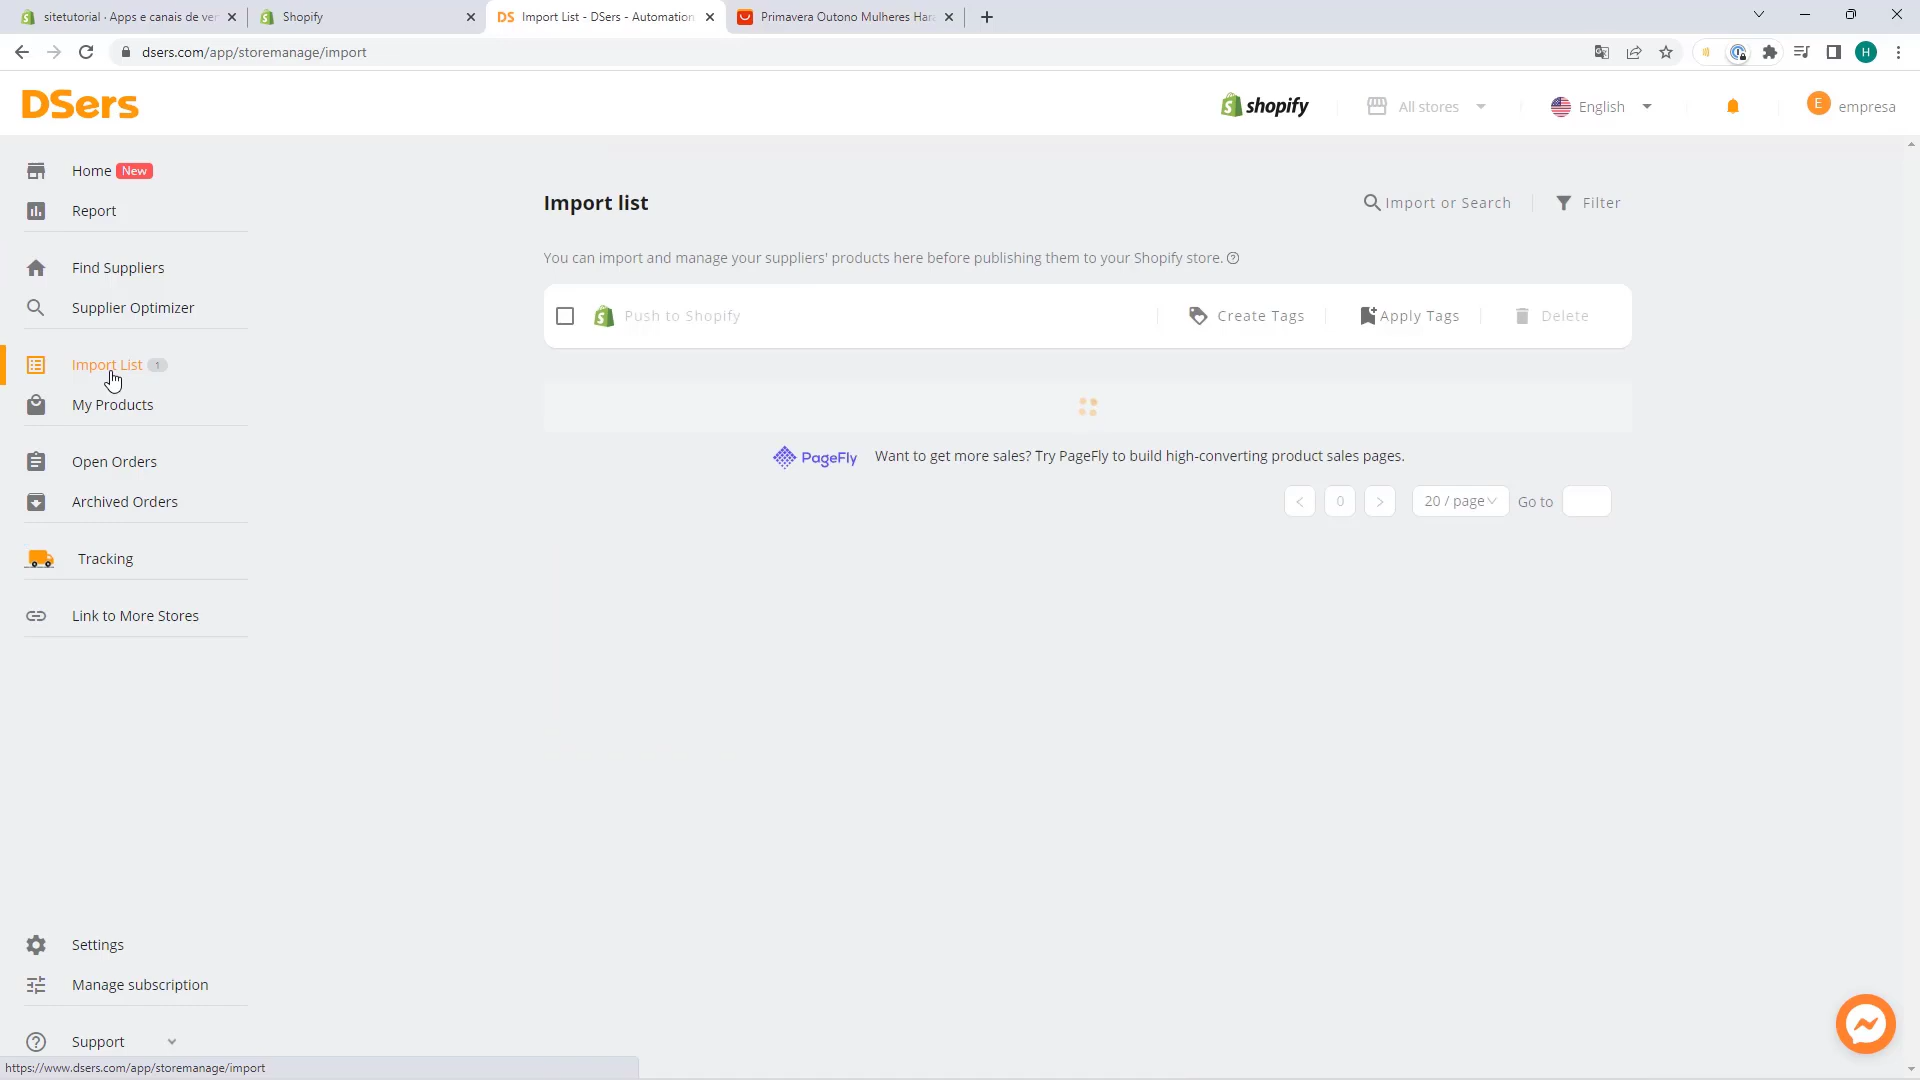 sitetutorial · Apps e canais de ver
Shopify
DS Import List - DSers - Automation
Primavera Outono Mulheres Hara
dsers.com/app/storemanage/import
H
DSers
shopify
All stores
English
E
empresa
Home New
Report
Find Suppliers
Supplier Optimizer
Import List 1
My Products
Open Orders
Archived Orders
Tracking
Link to More Stores
Settings
Manage subscription
Support
Import list
Import or Search
Filter
You can import and manage your suppliers' products here before publishing them to your Shopify store.
Push to Shopify
Create Tags
Apply Tags
Delete
PageFly
Want to get more sales? Try PageFly to build high-converting product sales pages.
< 0 > 20 / page Go to
https://www.dsers.com/app/storemanage/import